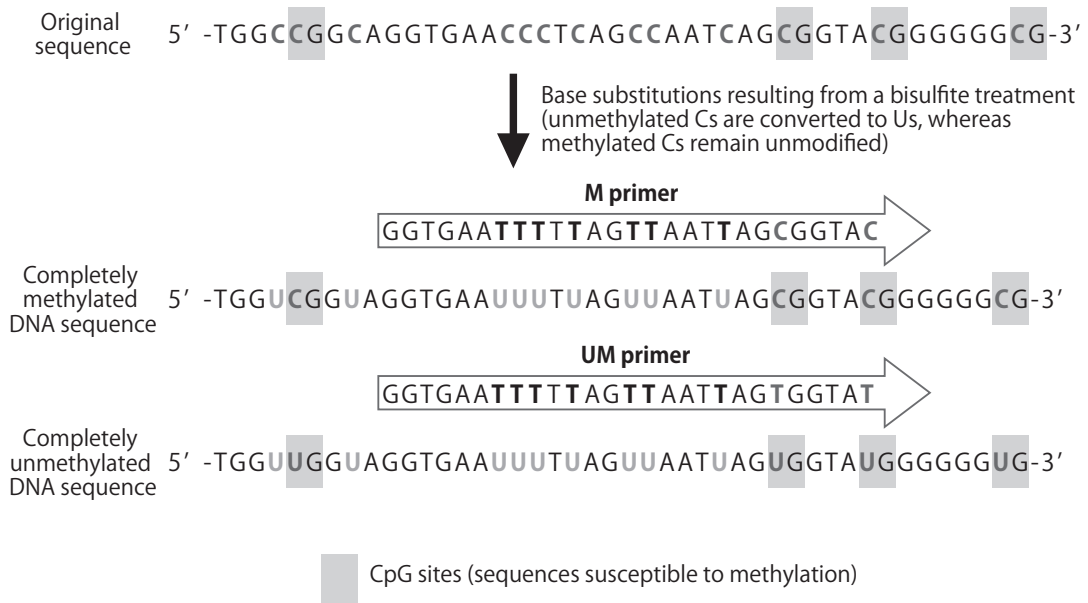 Original
sequence
5′ -TGGCCGGCAGGTGAACCCTCAGCCAATCAGCGGTACGGGGGGCG-3′
Base substitutions resulting from a bisulfite treatment
(unmethylated Cs are converted to Us, whereas
methylated Cs remain unmodified)
M primer
GGTGAATTTTTAGTTAATTAGCGGTAC
Completely
methylated
DNA sequence
5′ -TGGUCGGUAGGTGAAUUUTUAGUUAAUUAGCGGTACGGGGGGCG-3′
UM primer
GGTGAATTTTTAGTTAATTAGTGGTAT
Completely
unmethylated
DNA sequence
5′ -TGGUUGGUAGGTGAAUUUTUAGUUAATUAGUGGTAUGGGGGGUG-3′
CpG sites (sequences susceptible to methylation)